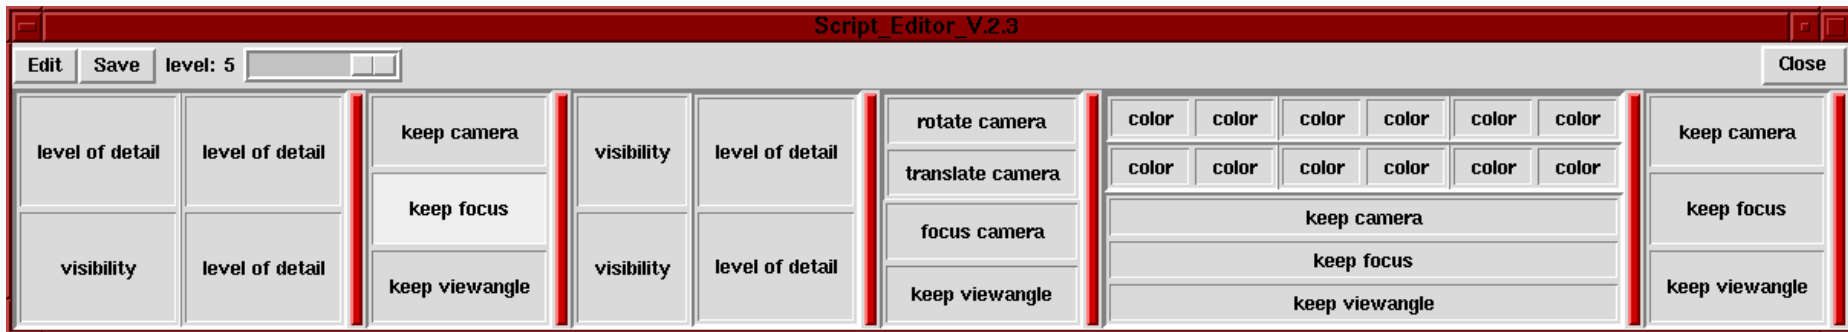 Script_Editor_V.2.3
Edit Save level: 5 Close
level of detail level of detail
visibility level of detail
keep camera
keep focus
keep viewangle
visibility level of detail
visibility level of detail
rotate camera
translate camera
focus camera
keep viewangle
color color color color color color
color color color color color color
keep camera
keep focus
keep viewangle
keep camera
keep focus
keep viewangle